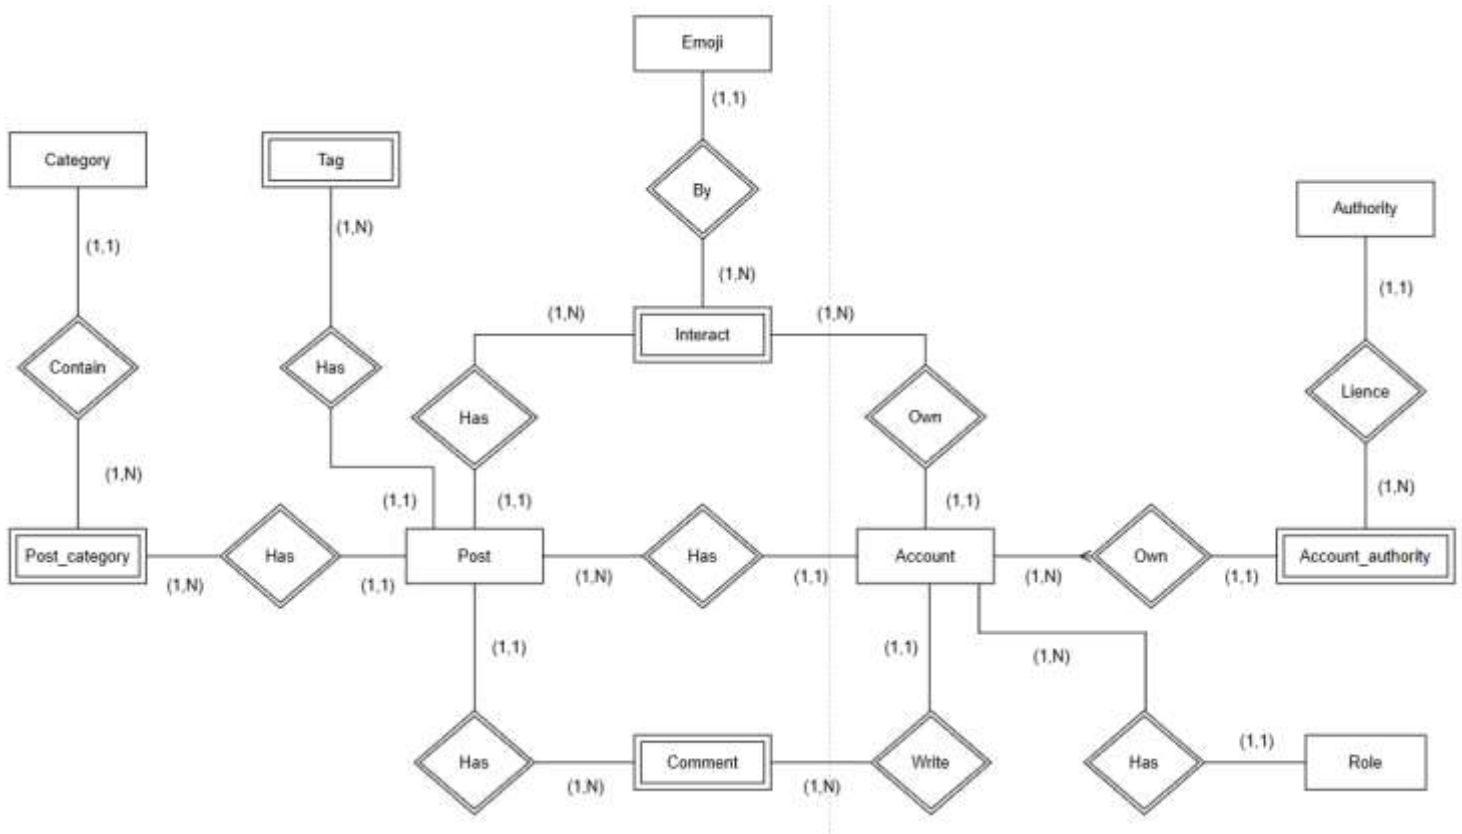 Emoji
(1,1)
Category
Tag
By
Authority
(1,N)
(1,1)
(1,N)
(1,1)
(1,N)
(1,N)
Interact
Contain
Has
Lience
Has
Own
(1,N)
(1,1)
(1,1)
(1,1)
(1,N)
Post_category
Has
Post
Has
Account
Own
Account_authority
(1,N)
(1,1)
(1,N)
(1,1)
(1,N)
(1,1)
(1,1)
(1,1)
(1,N)
(1,1)
Has
Comment
Write
Has
Role
(1,N)
(1,N)